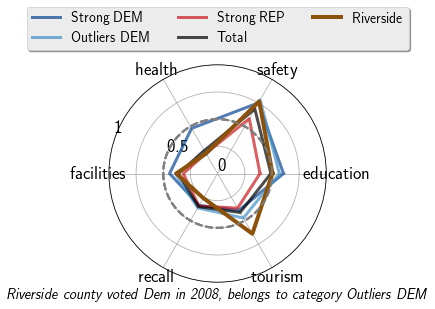 Strong DEM Strong REP Riverside
Outliers DEM Total
health safety
1
0.5
0
facilities education
recall tourism
Riverside county voted Dem in 2008, belongs to category Outliers DEM